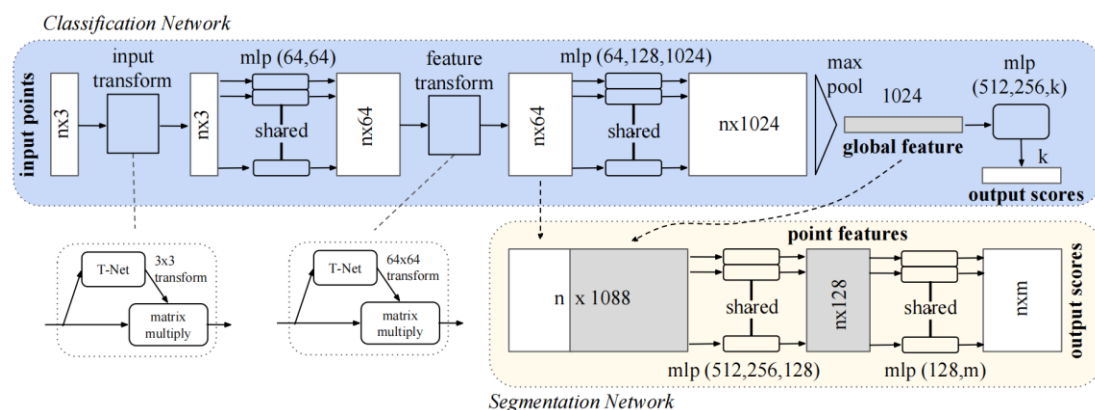 Classification Network
input points
nx3
input
transform
nx3
mlp (64,64)
shared
nx64
feature
transform
nx64
mlp (64,128,1024)
shared
nx1024
max
pool
1024
global feature
mlp
(512,256,k)
k
output scores
T-Net
3x3
transform
matrix
multiply
T-Net
64x64
transform
matrix
multiply
point features
n x 1088
shared
mlp (512,256,128)
nx128
shared
mlp (128,m)
nxm
output scores
Segmentation Network